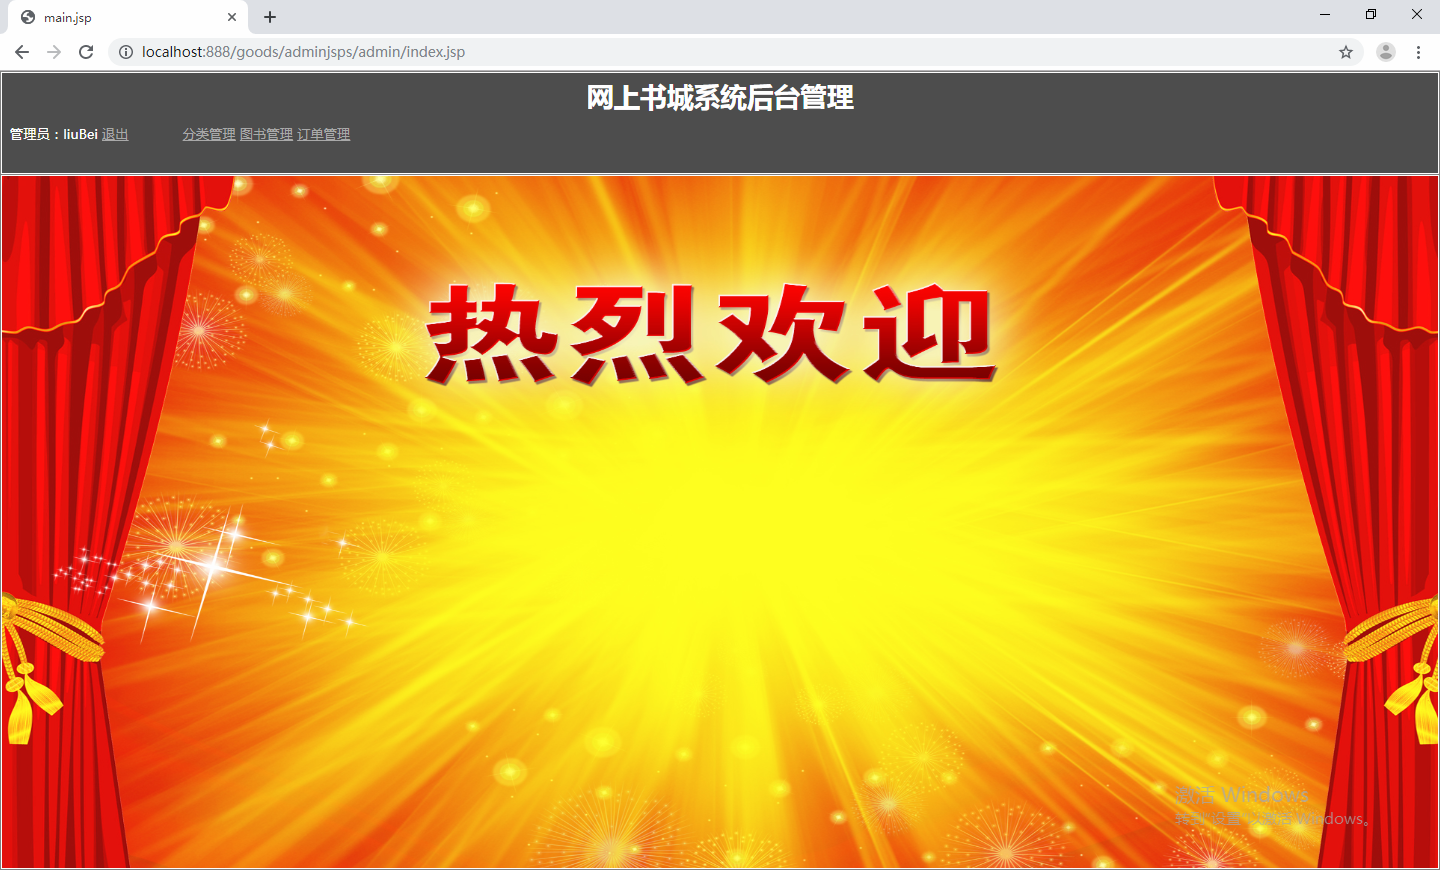 main.jsp
localhost:888/goods/adminjsps/admin/index.jsp
网上书城系统后台管理
管理员：liuBei 退出 分类管理 图书管理 订单管理
热烈欢迎
激活 Windows
转到"设置"以激活 Windows。